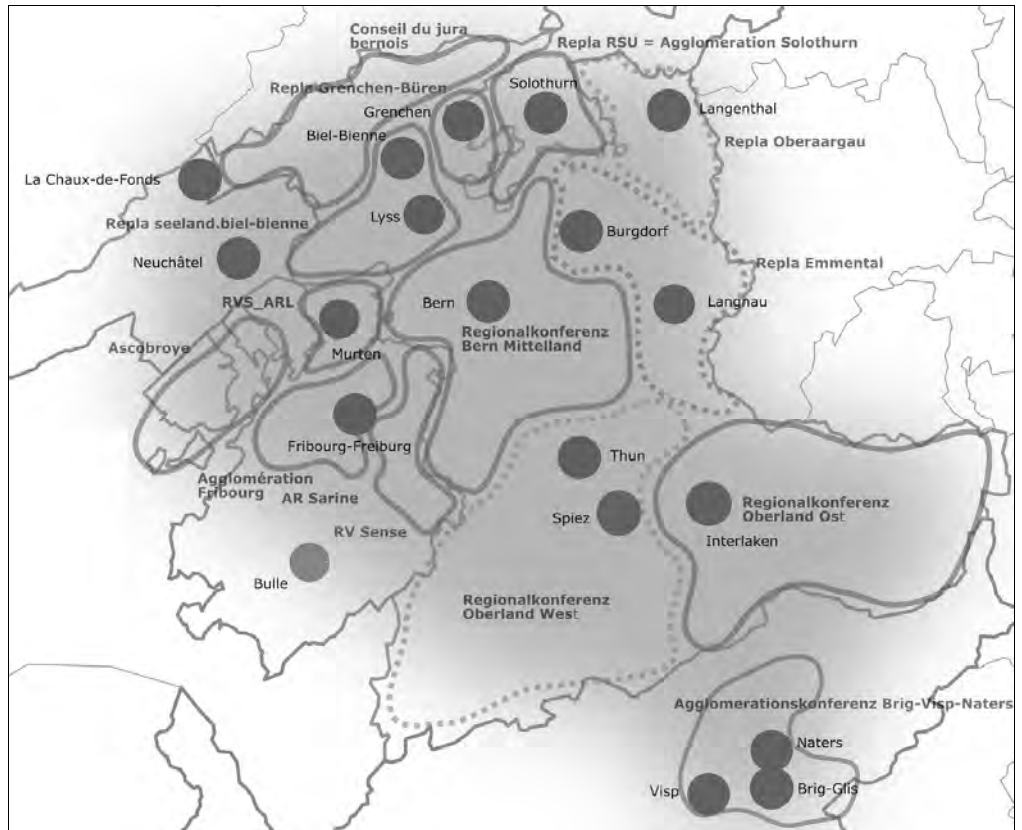 Conseil du jura
bernois
Repla RSU = Agglomeration Solothurn
Repla Grenchen-Büren
Solothurn
Grenchen
Langenthal
Biel-Bienne
Repla Oberaargau
La Chaux-de-Fonds
Lyss
Repla seeland.biel-bienne
Burgdorf
Neuchâtel
Repla Emmental
RVS_ARL
Bern
Langnau
Regionalkonferenz
Bern Mittelland
Ascobroye
Murten
Fribourg-Freiburg
Thun
Agglomération
Fribourg
AR Sarine
Regionalkonferenz
Oberland Ost
Spiez
RV Sense
Interlaken
Bulle
Regionalkonferenz
Oberland West
Agglomerationskonferenz Brig-Visp-Naters
Naters
Visp
Brig-Glis